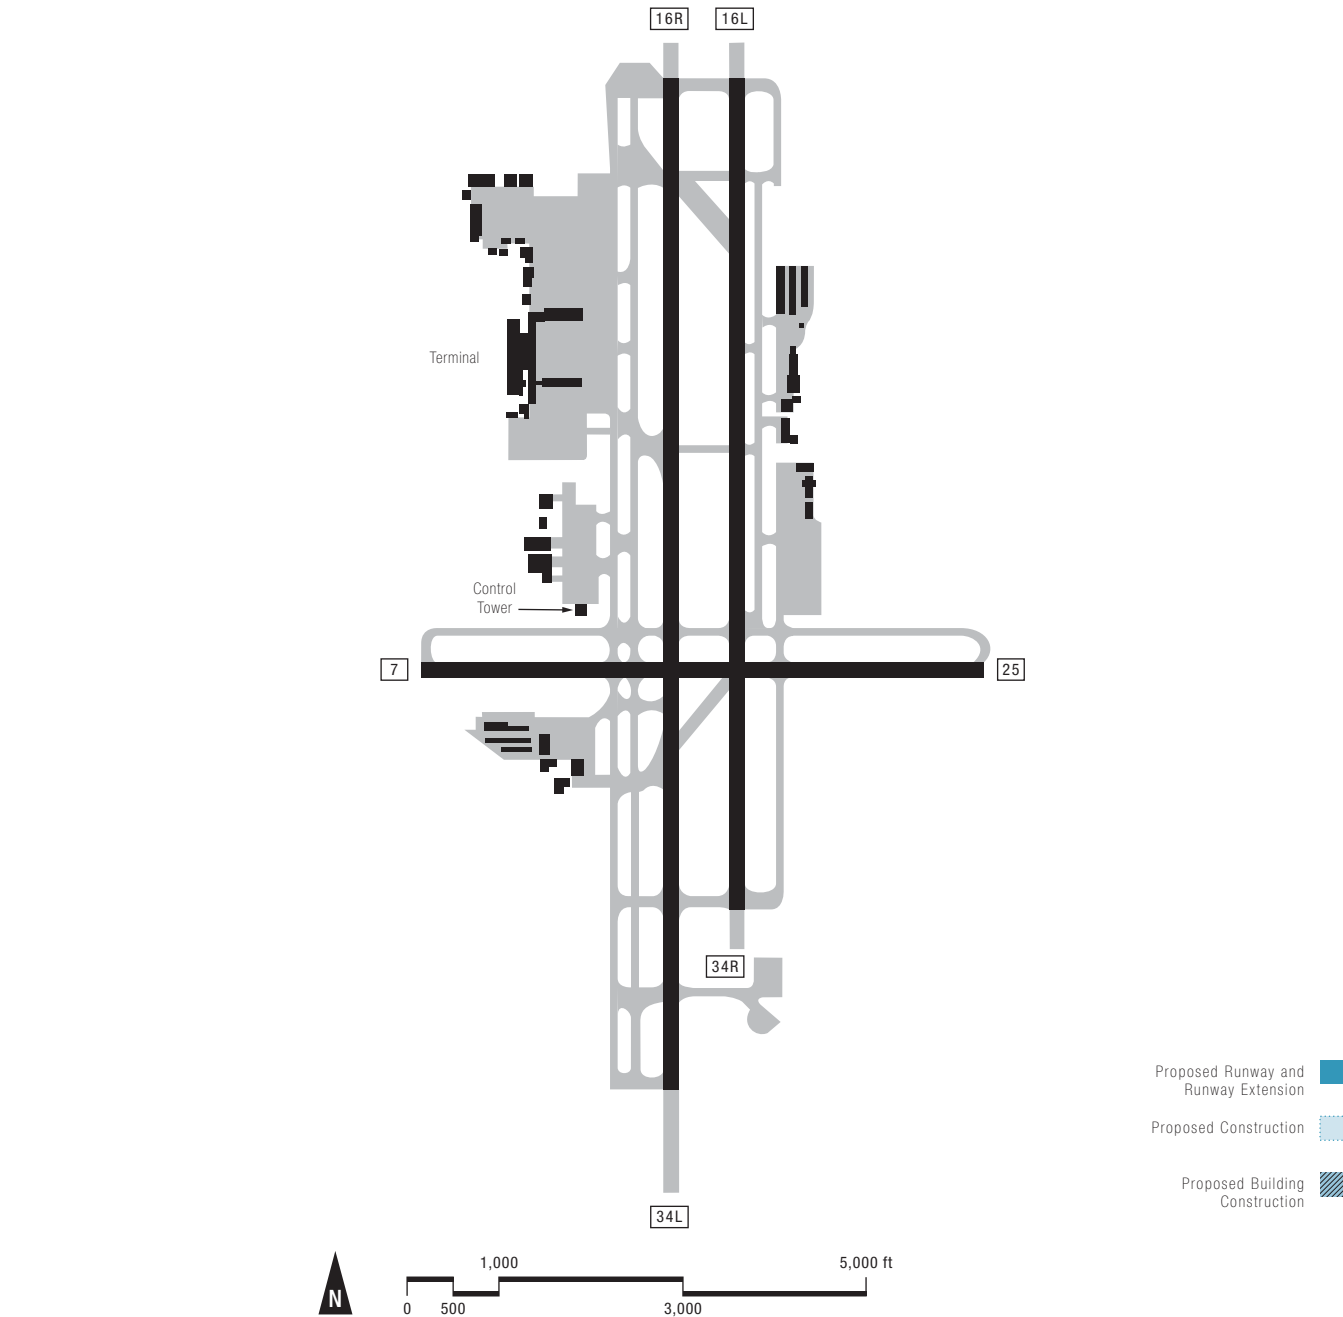 16R 16L
Terminal
Control
Tower
7 25
34R
Proposed Runway and
Runway Extension
Proposed Construction
Proposed Building
Construction
34L
1,000 5,000 ft
N
0 500 3,000